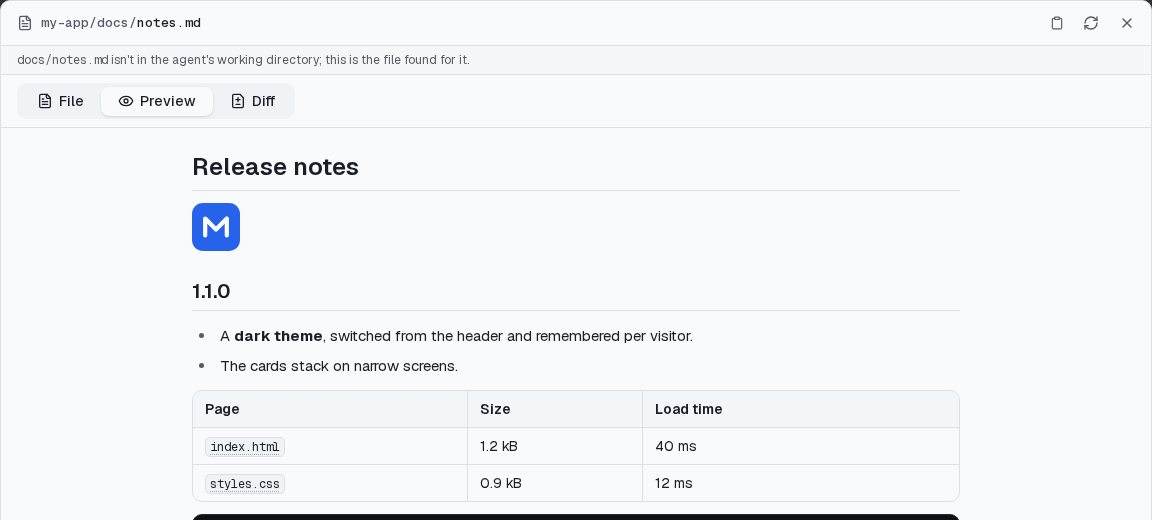 my-app/docs/notes.md
docs/notes.md isn't in the agent's working directory; this is the file found for it.
File Preview Diff
Release notes
M
1.1.0
• A dark theme, switched from the header and remembered per visitor.
• The cards stack on narrow screens.
Page Size Load time
index.html 1.2 kB 40 ms
styles.css 0.9 kB 12 ms